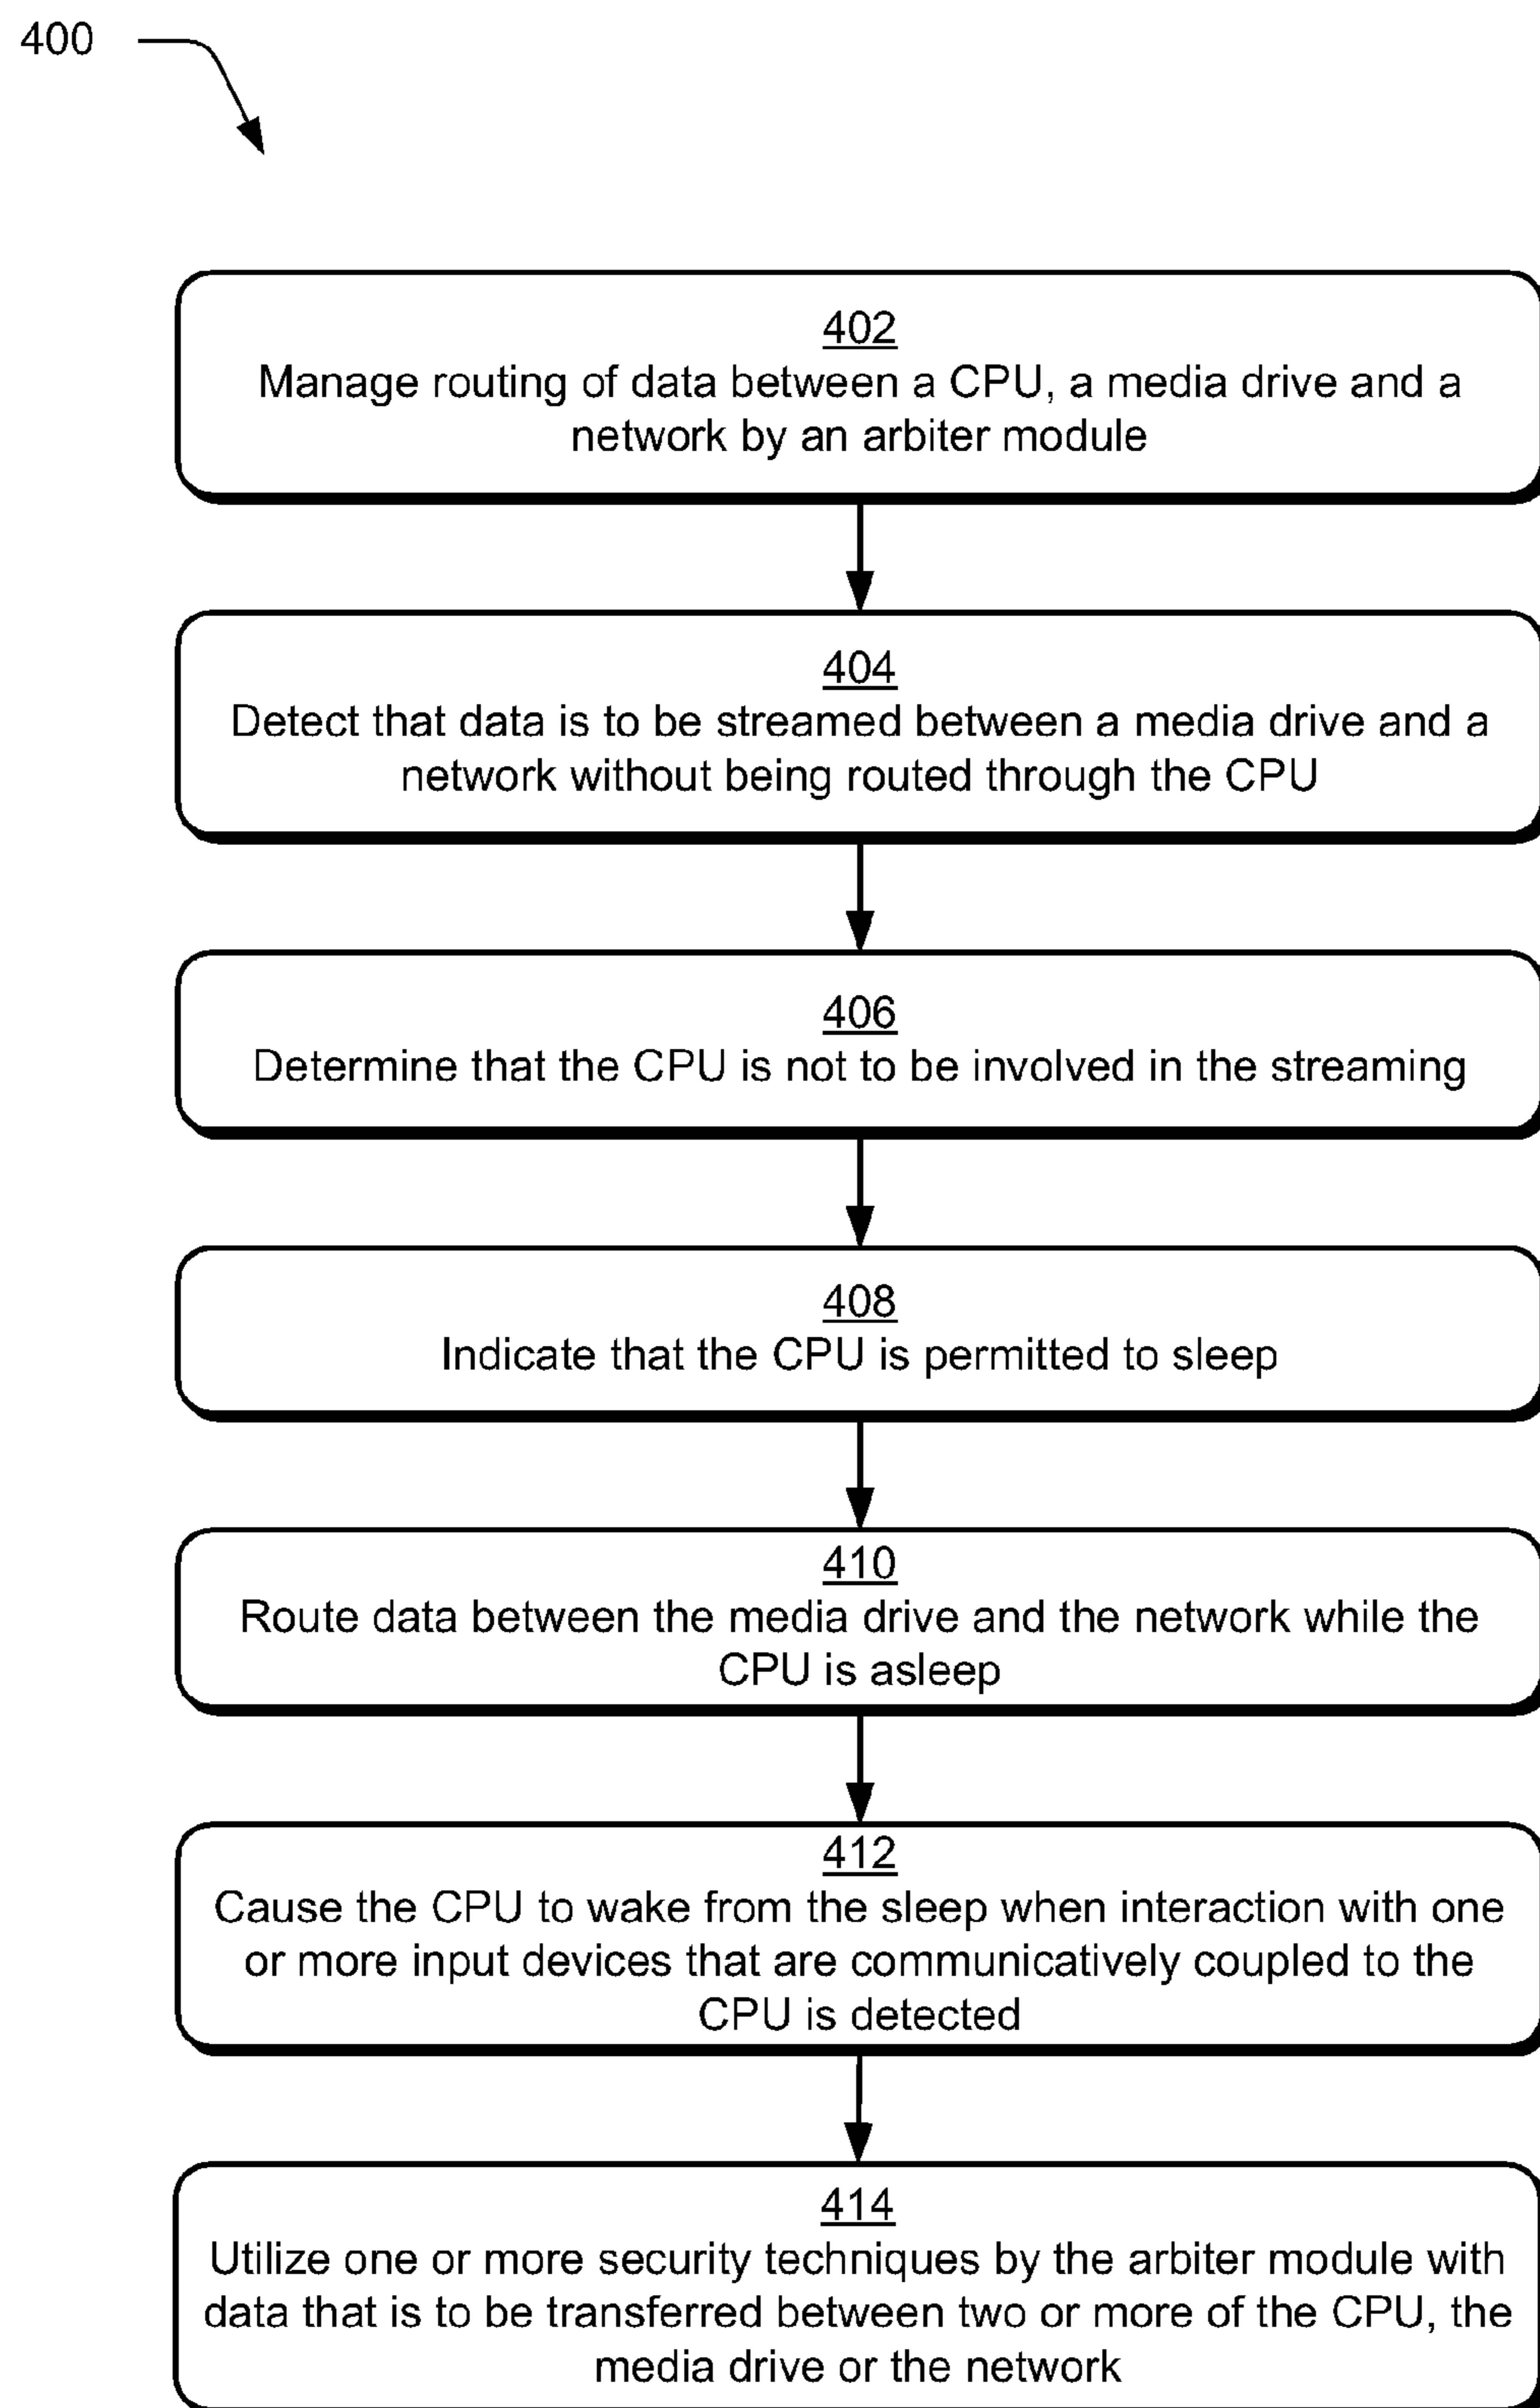 400
402
Manage routing of data between a CPU, a media drive and a
network by an arbiter module
404
Detect that data is to be streamed between a media drive and a
network without being routed through the CPU
406
Determine that the CPU is not to be involved in the streaming
408
Indicate that the CPU is permitted to sleep
410
Route data between the media drive and the network while the
CPU is asleep
412
Cause the CPU to wake from the sleep when interaction with one
or more input devices that are communicatively coupled to the
CPU is detected
414
Utilize one or more security techniques by the arbiter module with
data that is to be transferred between two or more of the CPU, the
media drive or the network